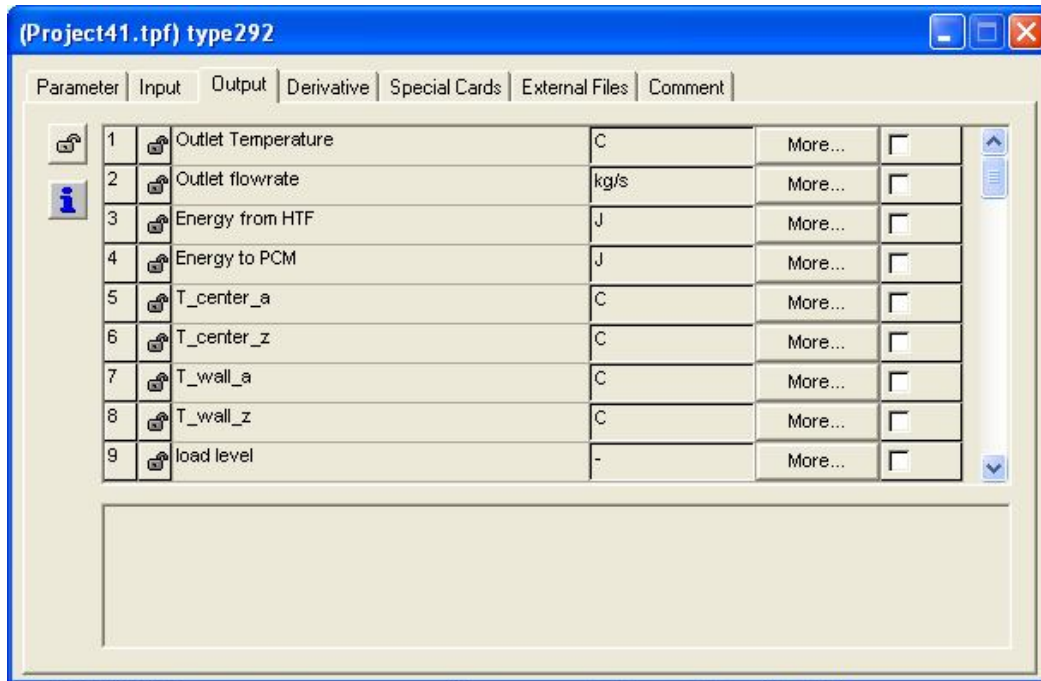 (Project41.tpf) type292
Parameter Input Output Derivative Special Cards External Files Comment
1 Outlet Temperature C More...
2 Outlet flowrate kg/s More...
3 Energy from HTF J More...
4 Energy to PCM J More...
5 T_center_a C More...
6 T_center_z C More...
7 T_wall_a C More...
8 T_wall_z C More...
9 load level - More...